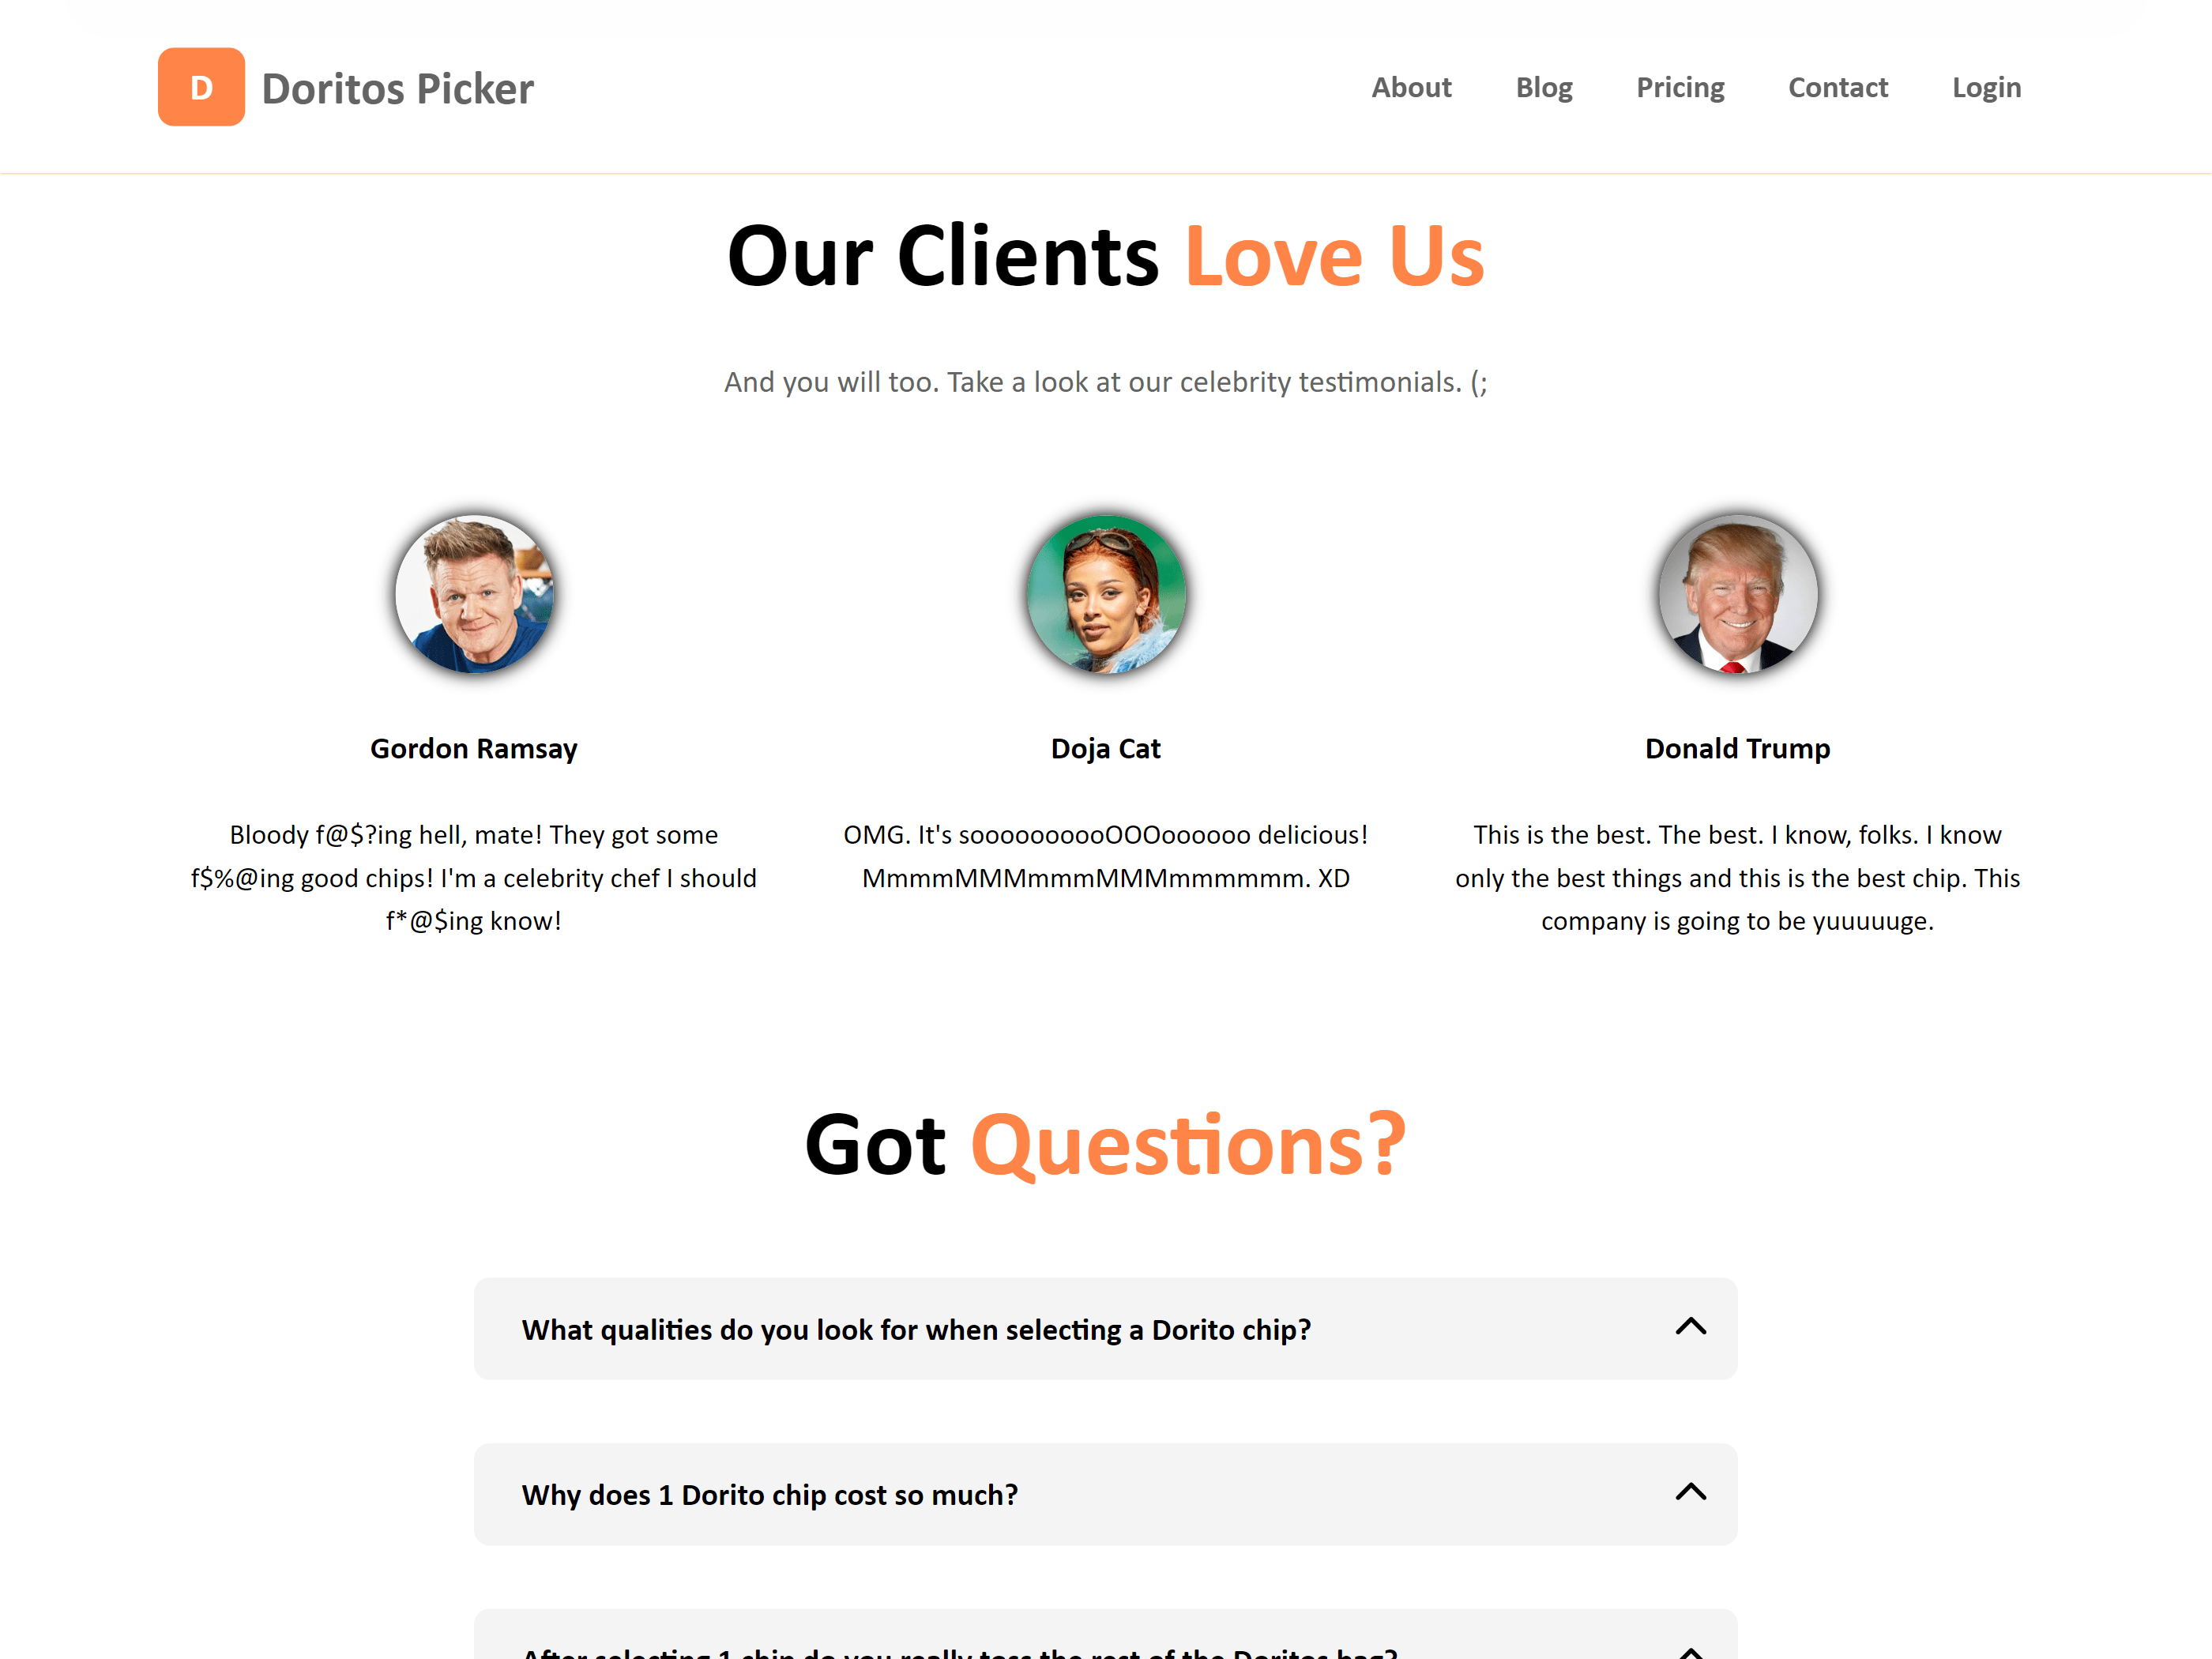 D Doritos Picker About Blog Pricing Contact Login
Our Clients Love Us
And you will too. Take a look at our celebrity testimonials. (;
Gordon Ramsay
Bloody f@$?ing hell, mate! They got some
f$%@ing good chips! I'm a celebrity chef I should
f*@$ing know!
Doja Cat
OMG. It's sooooooooooOOOoooooo delicious!
MmmmMMMmmmMMMmmmmmm. XD
Donald Trump
This is the best. The best. I know, folks. I know
only the best things and this is the best chip. This
company is going to be yuuuuuge.
Got Questions?
What qualities do you look for when selecting a Dorito chip?
Why does 1 Dorito chip cost so much?
After selecting 1 chip do you really toss the rest of the Doritos bag?